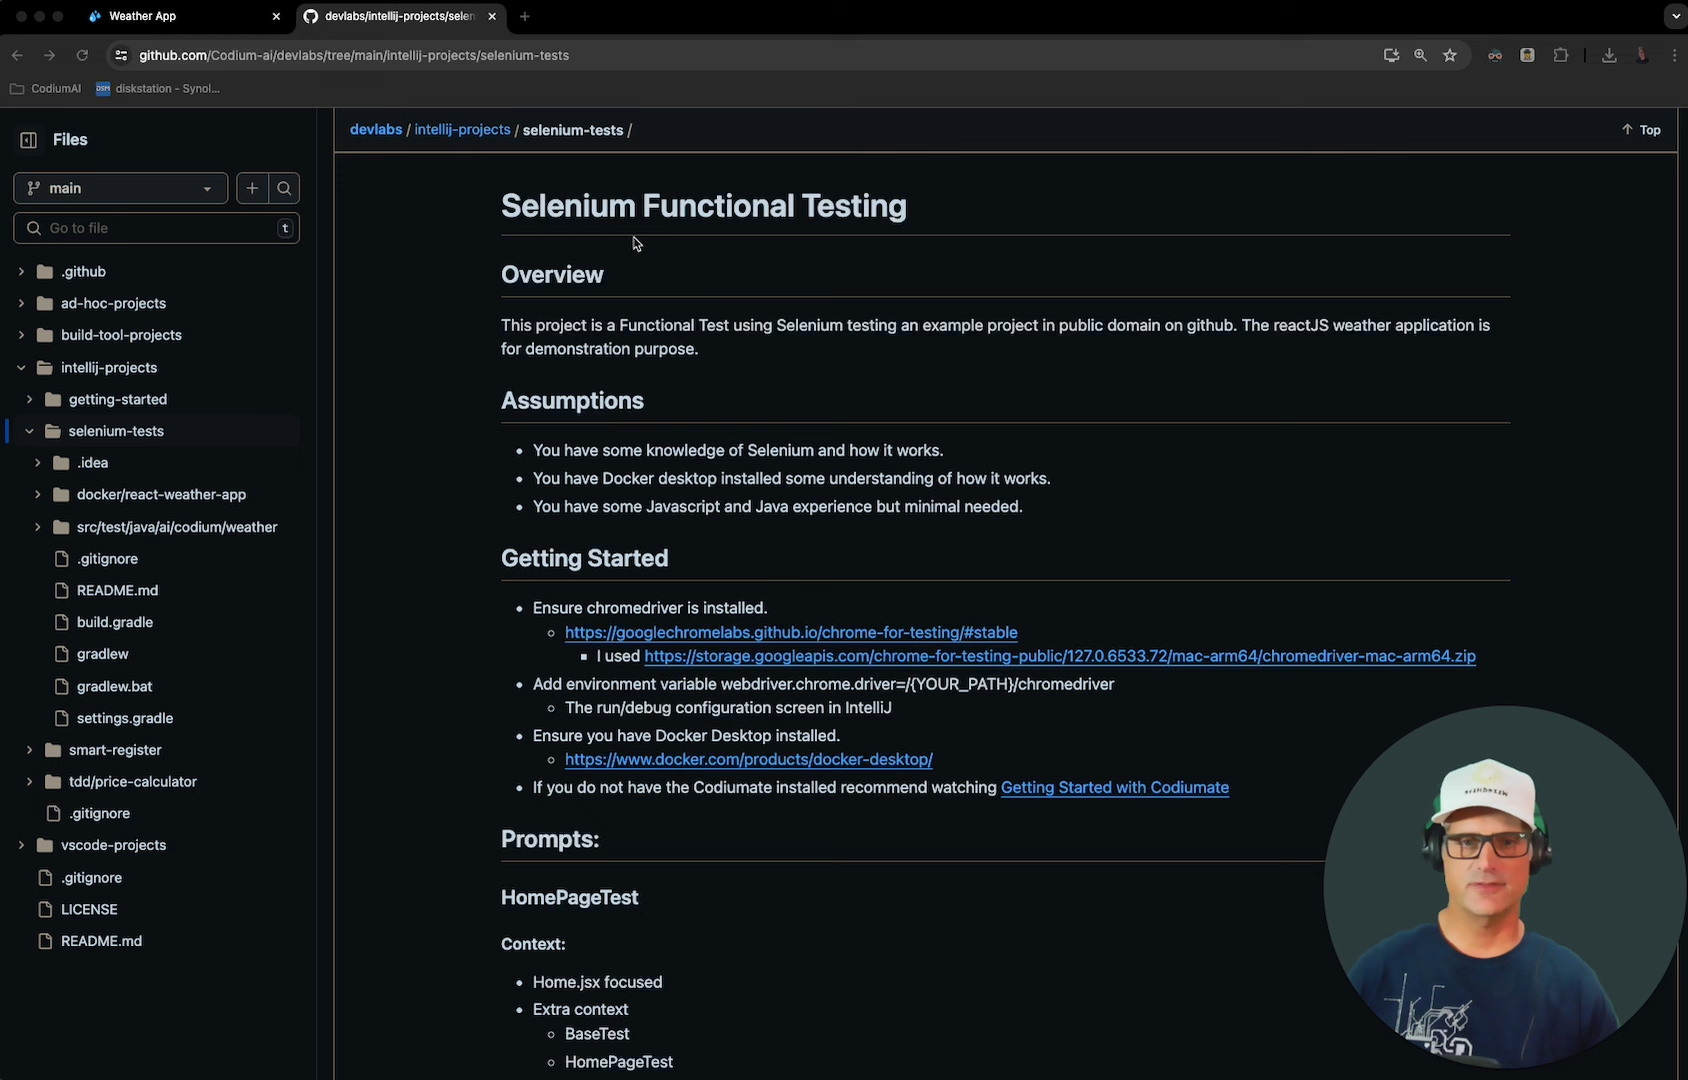 Weather App
devlabs/intellij-projects/selen
github.com/Codium-ai/devlabs/tree/main/intellij-projects/selenium-tests
CodiumAI
DSM diskstation - Synol...
Files
main
Go to file
t
.github
ad-hoc-projects
build-tool-projects
intellij-projects
getting-started
selenium-tests
.idea
docker/react-weather-app
src/test/java/ai/codium/weather
.gitignore
README.md
build.gradle
gradlew
gradlew.bat
settings.gradle
smart-register
tdd/price-calculator
.gitignore
vscode-projects
.gitignore
LICENSE
README.md
devlabs / intellij-projects / selenium-tests /
Top
Selenium Functional Testing
Overview
This project is a Functional Test using Selenium testing an example project in public domain on github. The reactJS weather application is
for demonstration purpose.
Assumptions
You have some knowledge of Selenium and how it works.
You have Docker desktop installed some understanding of how it works.
You have some Javascript and Java experience but minimal needed.
Getting Started
Ensure chromedriver is installed.
https://googlechromelabs.github.io/chrome-for-testing/#stable
I used https://storage.googleapis.com/chrome-for-testing-public/127.0.6533.72/mac-arm64/chromedriver-mac-arm64.zip
Add environment variable webdriver.chrome.driver=/{YOUR_PATH}/chromedriver
The run/debug configuration screen in IntelliJ
Ensure you have Docker Desktop installed.
https://www.docker.com/products/docker-desktop/
If you do not have the Codiumate installed recommend watching Getting Started with Codiumate
Prompts:
HomePageTest
Context:
Home.jsx focused
Extra context
BaseTest
HomePageTest